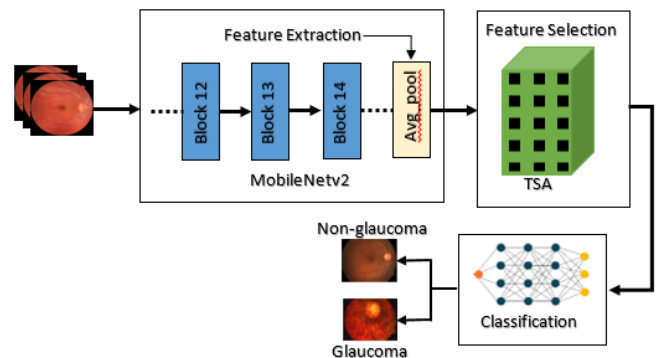 Feature Extraction
Block 12
Block 13
Block 14
Avg_pool
MobileNetv2
Feature Selection
TSA
Classification
Non-glaucoma
Glaucoma